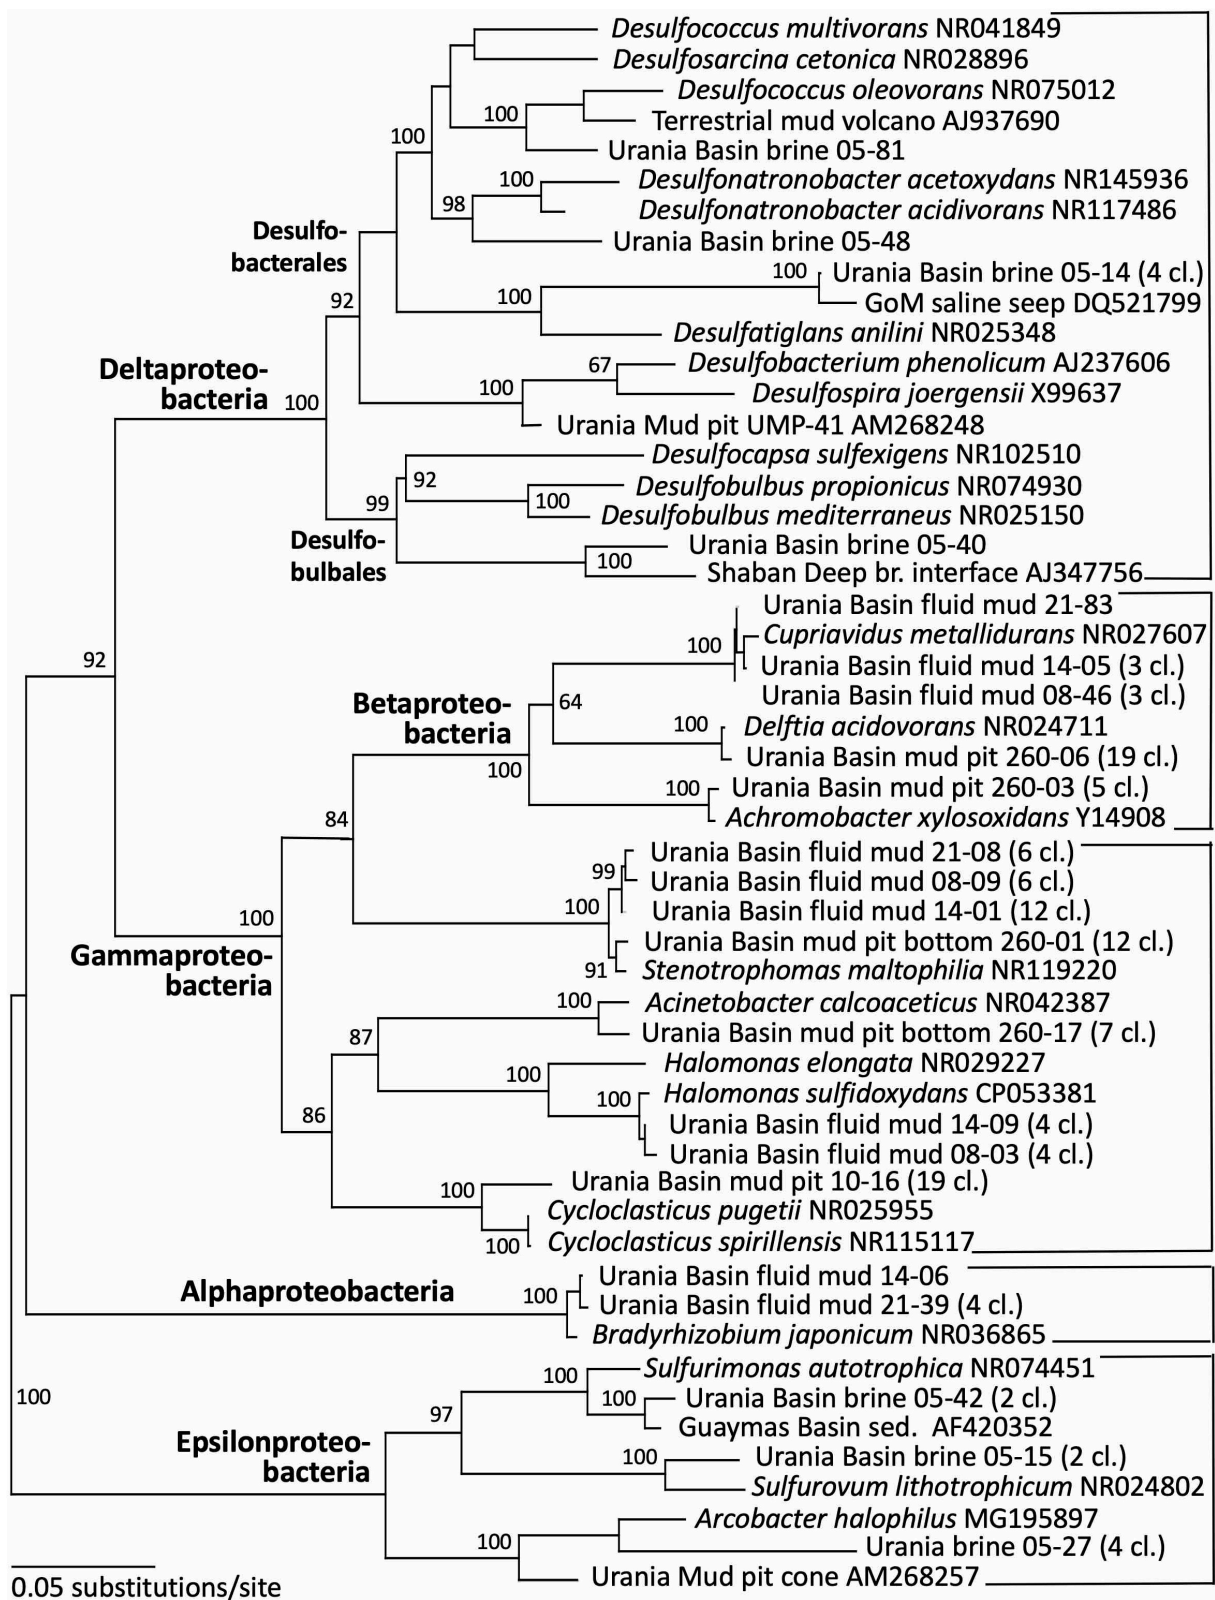 Desulfococcus multivorans NR041849
Desulfosarcina cetonica NR028896
Desulfococcus oleovorans NR075012
100
Terrestrial mud volcano AJ937690
100
Urania Basin brine 05-81
100
Desulfonatronobacter acetoxydans NR145936
98
Desulfonatronobacter acidivorans NR117486
Desulfo-
bacterales
Urania Basin brine 05-48
100
Urania Basin brine 05-14 (4 cl.)
92
100
GoM saline seep DQ521799
Desulfatiglans anilini NR025348
Deltaproteo-
bacteria
67
Desulfobacterium phenolicum AJ237606
100
100
Desulfospira joergensii X99637
Urania Mud pit UMP-41 AM268248
Desulfocapsa sulfexigens NR102510
92
Desulfobulbus propionicus NR074930
99
100
Desulfobulbus mediterraneus NR025150
Desulfo-
bulbales
Urania Basin brine 05-40
100
Shaban Deep br. interface AJ347756
Urania Basin fluid mud 21-83
Cupriavidus metallidurans NR027607
92
100
Urania Basin fluid mud 14-05 (3 cl.)
Urania Basin fluid mud 08-46 (3 cl.)
Betaproteo-
bacteria
64
100
Delftia acidovorans NR024711
Urania Basin mud pit 260-06 (19 cl.)
100
100
Urania Basin mud pit 260-03 (5 cl.)
84
Achromobacter xylosoxidans Y14908
Urania Basin fluid mud 21-08 (6 cl.)
99
Urania Basin fluid mud 08-09 (6 cl.)
100
100
Urania Basin fluid mud 14-01 (12 cl.)
Gammaproteo-
bacteria
Urania Basin mud pit bottom 260-01 (12 cl.)
91
Stenotrophomas maltophilia NR119220
100
Acinetobacter calcoaceticus NR042387
87
Urania Basin mud pit bottom 260-17 (7 cl.)
Halomonas elongata NR029227
100
100
Halomonas sulfidoxydans CP053381
86
Urania Basin fluid mud 14-09 (4 cl.)
Urania Basin fluid mud 08-03 (4 cl.)
100
Urania Basin mud pit 10-16 (19 cl.)
Cycloclasticus pugetii NR025955
100
Cycloclasticus spirillensis NR115117
Alphaproteobacteria
Urania Basin fluid mud 14-06
100
Urania Basin fluid mud 21-39 (4 cl.)
Bradyrhizobium japonicum NR036865
100
Sulfurimonas autotrophica NR074451
100
100
Urania Basin brine 05-42 (2 cl.)
97
Guaymas Basin sed. AF420352
Epsilonproteo-
bacteria
100
Urania Basin brine 05-15 (2 cl.)
Sulfurovum lithotrophicum NR024802
Arcobacter halophilus MG195897
100
Urania brine 05-27 (4 cl.)
Urania Mud pit cone AM268257
0.05 substitutions/site